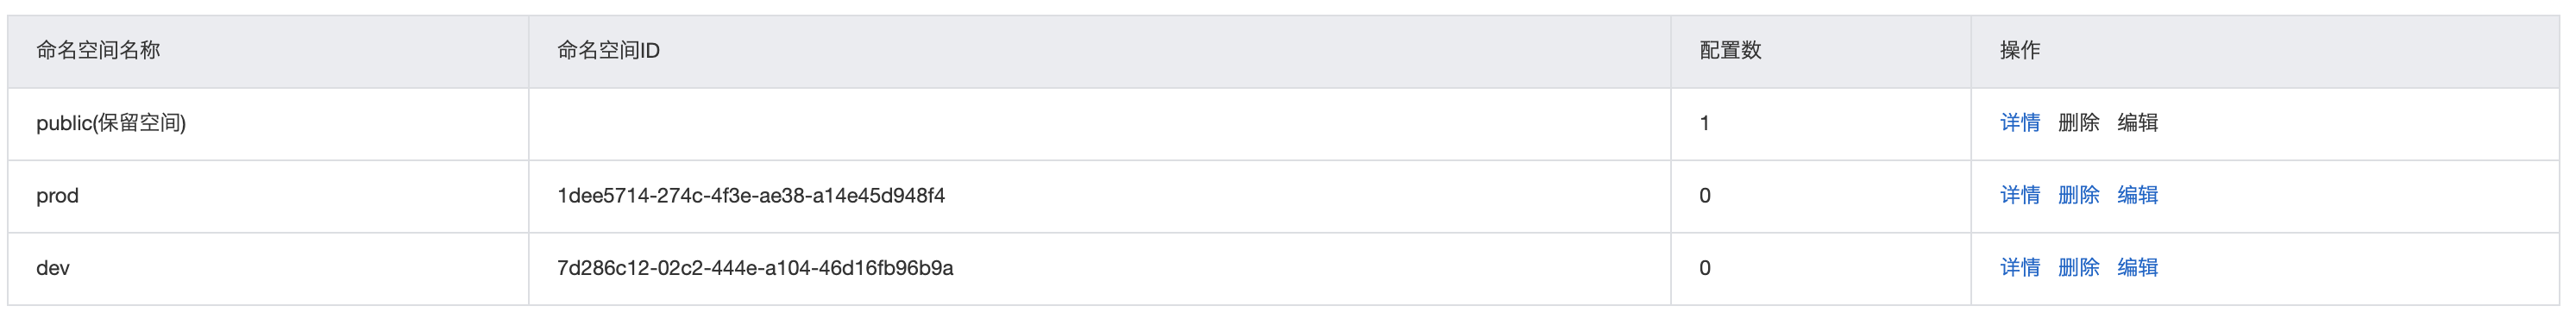 命名空间名称 命名空间ID 配置数 操作
public(保留空间) 1 详情 删除 编辑
prod 1dee5714-274c-4f3e-ae38-a14e45d948f4 0 详情 删除 编辑
dev 7d286c12-02c2-444e-a104-46d16fb96b9a 0 详情 删除 编辑